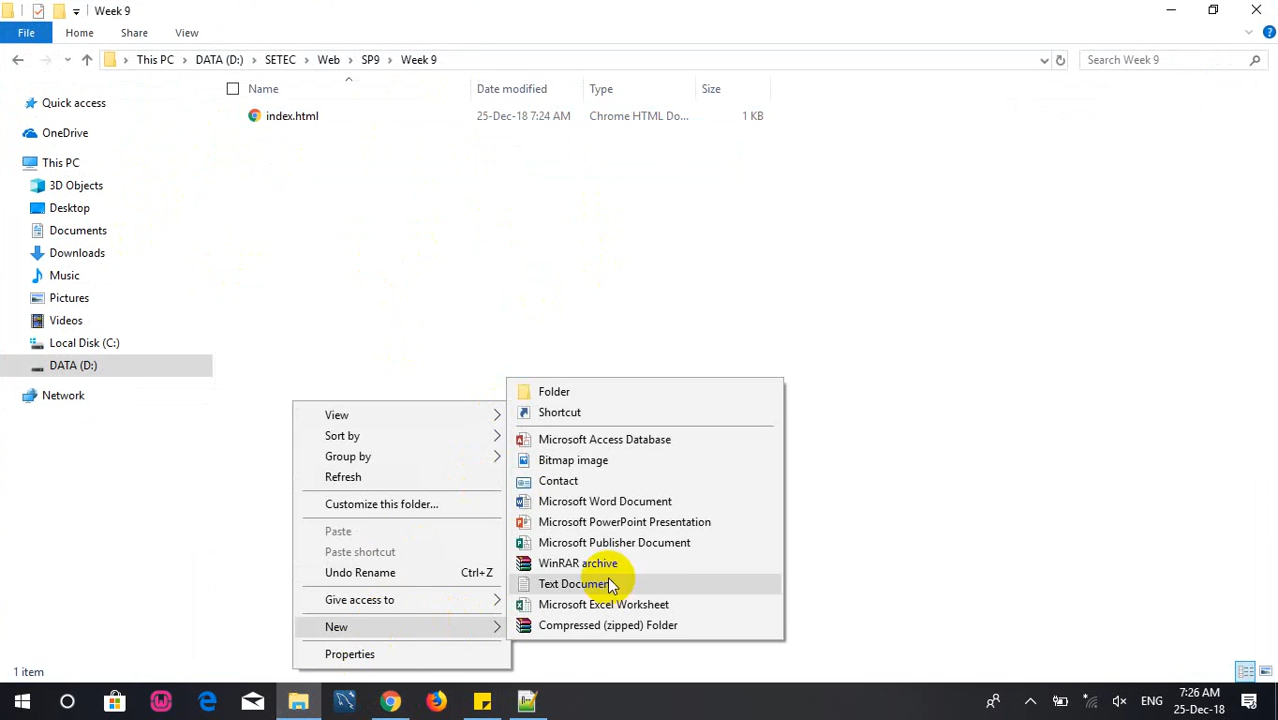 Week 9
File Home Share View
This PC DATA (D:) SETEC Web SP9 Week 9 Search Week 9
Name Date modified Type Size
index.html 25-Dec-18 7:24 AM Chrome HTML Do... 1 KB
Quick access
OneDrive
This PC
3D Objects
Desktop
Documents
Downloads
Music
Pictures
Videos
Local Disk (C:)
DATA (D:)
Network
View
Sort by
Group by
Refresh
Customize this folder...
Paste
Paste shortcut
Undo Rename Ctrl+Z
Give access to
New
Properties
Folder
Shortcut
Microsoft Access Database
Bitmap image
Contact
Microsoft Word Document
Microsoft PowerPoint Presentation
Microsoft Publisher Document
WinRAR archive
Text Document
Microsoft Excel Worksheet
Compressed (zipped) Folder
1 item
ENG 7:26 AM
25-Dec-18